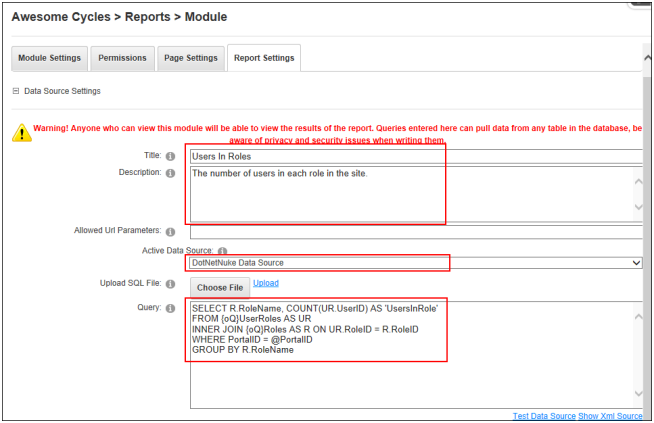 Awesome Cycles > Reports > Module
Module Settings Permissions Page Settings Report Settings
Data Source Settings
Warning! Anyone who can view this module will be able to view the results of the report. Queries entered here can pull data from any table in the database, be
aware of privacy and security issues when writing them.
Title: Users In Roles
Description: The number of users in each role in the site.
Allowed Url Parameters:
Active Data Source:
DotNetNuke Data Source
Upload SQL File: Choose File Upload
Query: SELECT R.RoleName, COUNT(UR.UserID) AS 'UsersInRole'
FROM {oQ}UserRoles AS UR
INNER JOIN {oQ}Roles AS R ON UR.RoleID = R.RoleID
WHERE PortalID = @PortalID
GROUP BY R.RoleName
Test Data Source Show Xml Source